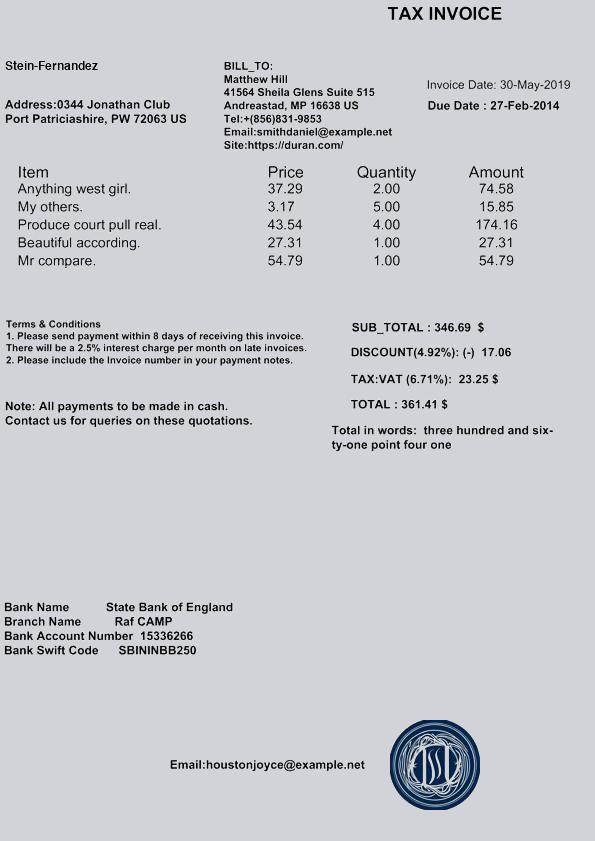 TAX INVOICE
Stein-Fernandez
Address:0344 Jonathan Club
Port Patriciashire, PW 72063 US
BILL_TO:
Matthew Hill
41564 Sheila Glens Suite 515
Andreastad, MP 16638 US
Tel:+(856)831-9853
Email:smithdaniel@example.net
Site:https://duran.com/
Invoice Date: 30-May-2019
Due Date : 27-Feb-2014
Item Price Quantity Amount
Anything west girl. 37.29 2.00 74.58
My others. 3.17 5.00 15.85
Produce court pull real. 43.54 4.00 174.16
Beautiful according. 27.31 1.00 27.31
Mr compare. 54.79 1.00 54.79
Terms & Conditions
1. Please send payment within 8 days of receiving this invoice.
There will be a 2.5% interest charge per month on late invoices.
2. Please include the Invoice number in your payment notes.
Note: All payments to be made in cash.
Contact us for queries on these quotations.
SUB_TOTAL : 346.69 $
DISCOUNT(4.92%): (-) 17.06
TAX:VAT (6.71%): 23.25 $
TOTAL : 361.41 $
Total in words: three hundred and six-
ty-one point four one
Bank Name State Bank of England
Branch Name Raf CAMP
Bank Account Number 15336266
Bank Swift Code SBININBB250
Email:houstonjoyce@example.net